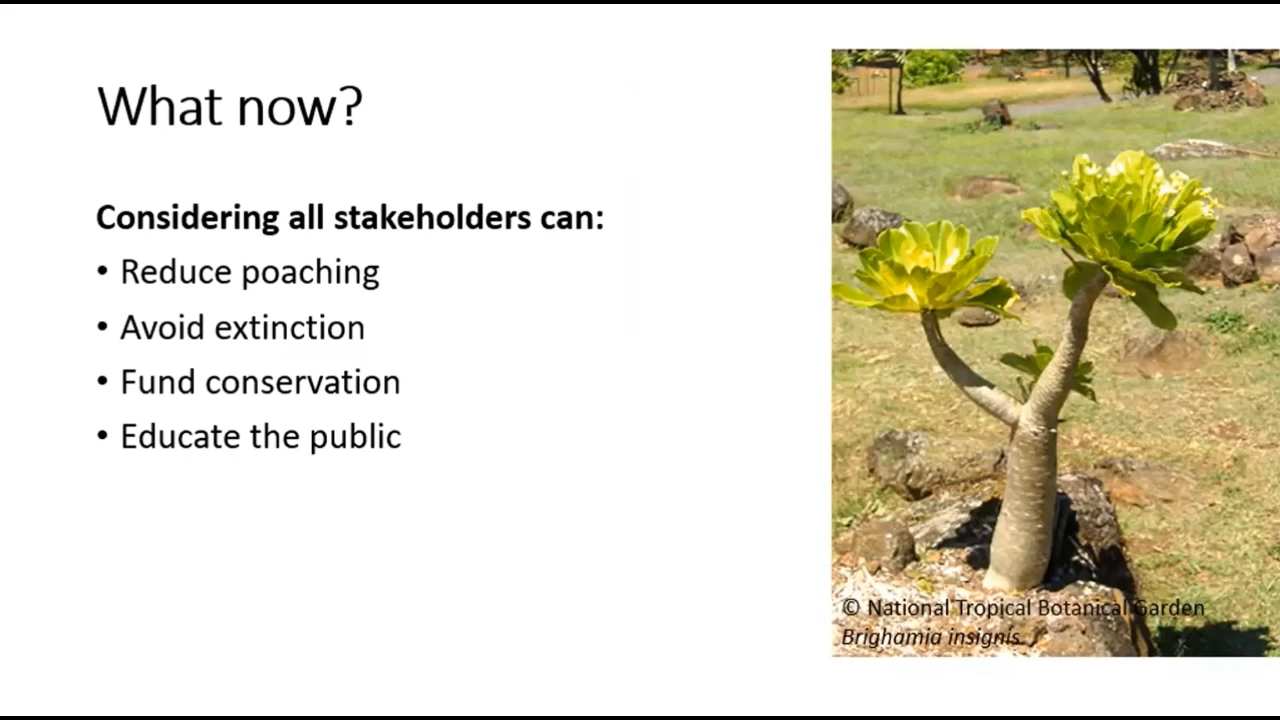 What now?
Considering all stakeholders can:
• Reduce poaching
• Avoid extinction
• Fund conservation
• Educate the public
© National Tropical Botanical Garden
Brighamia insignis